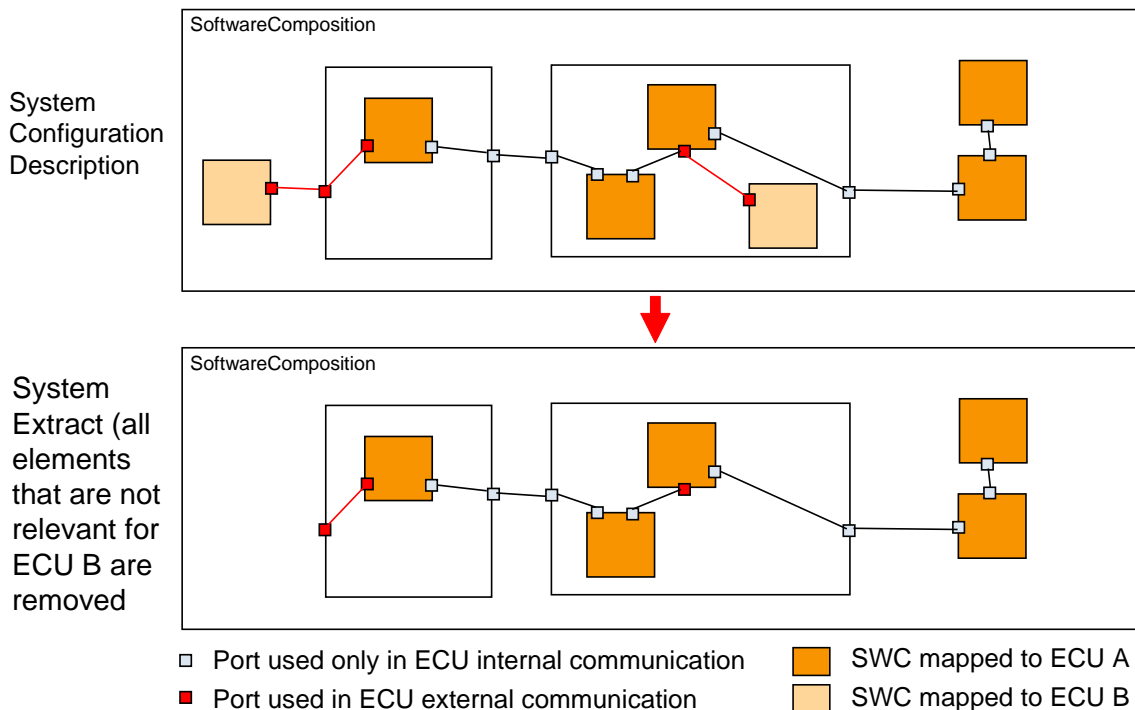 SoftwareComposition
System
Configuration
Description
SoftwareComposition
System
Extract (all
elements
that are not
relevant for
ECU B are
removed
Port used only in ECU internal communication
SWC mapped to ECU A
Port used in ECU external communication
SWC mapped to ECU B